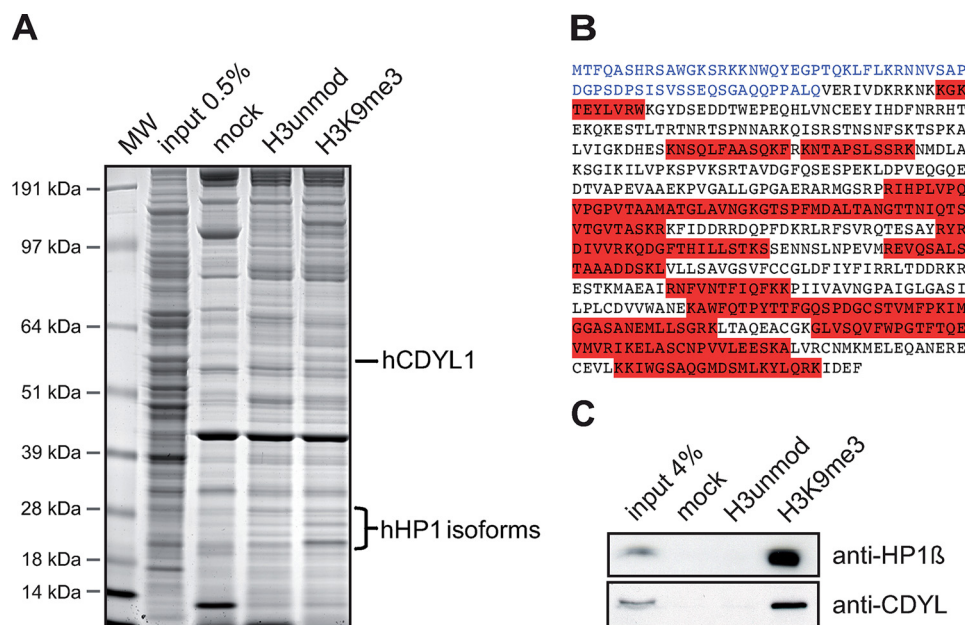 A
MW
input 0.5%
mock
H3unmod
H3K9me3
191 kDa
97 kDa
64 kDa
51 kDa
39 kDa
28 kDa
18 kDa
14 kDa
hCDYL1
hHP1 isoforms
B
MTFQASHRSAWGKSRKKNWQYEGPTQKLFLKRNNVSAP
DGPSDPSISVSSEQSGAQQPPALQVERIVDKRKNKKGK
TEYLVRWKGYDSEDDTWEPEQHLVNCEEYIHDFNRRHT
EKQKESTLTRTNRTSPNNARKQISRSTNSNFSKTSPKA
LVIGKDHESKNSQLFAASQKFRKNTAPSLSSRKNMDLA
KSGIKILVPKSPVKSRTAVDGFQSESPEKLDPVEQGQE
DTVAPEVAAEKPVGALLGPGAERARMGSRPRIHPLVPQ
VPGPVTAAMATGLAVNGKGTSPFMDALTANGTTNIQTS
VTGVTASKRKFIDDRRDQPFDKRLRFSVRQTESAYRYR
DIVVRKQDGFTHILLSTKSSENNSLNPEVMREVQSALS
TAAADDSKLVLLSAVGSVFCCGLDFIYFIRRLTDDRKR
ESTKMAEAIRNFVNTFIQFKKPIIVAVNGPAIGLGASI
LPLCDVVWANEKAWFQTPYTTFGQSPDGCSTVMFPKIM
GGASANEMLLSGRKLTAQEACGKGLVSQVFWPGTFTQE
VMVRIKELASCNPVVLEESKALVRCNMKMELEQANERE
CEVLKKIWGSAQGMDSMLKYLQRKIDEF
C
input 4%
mock
H3unmod
H3K9me3
anti-HP1ß
anti-CDYL